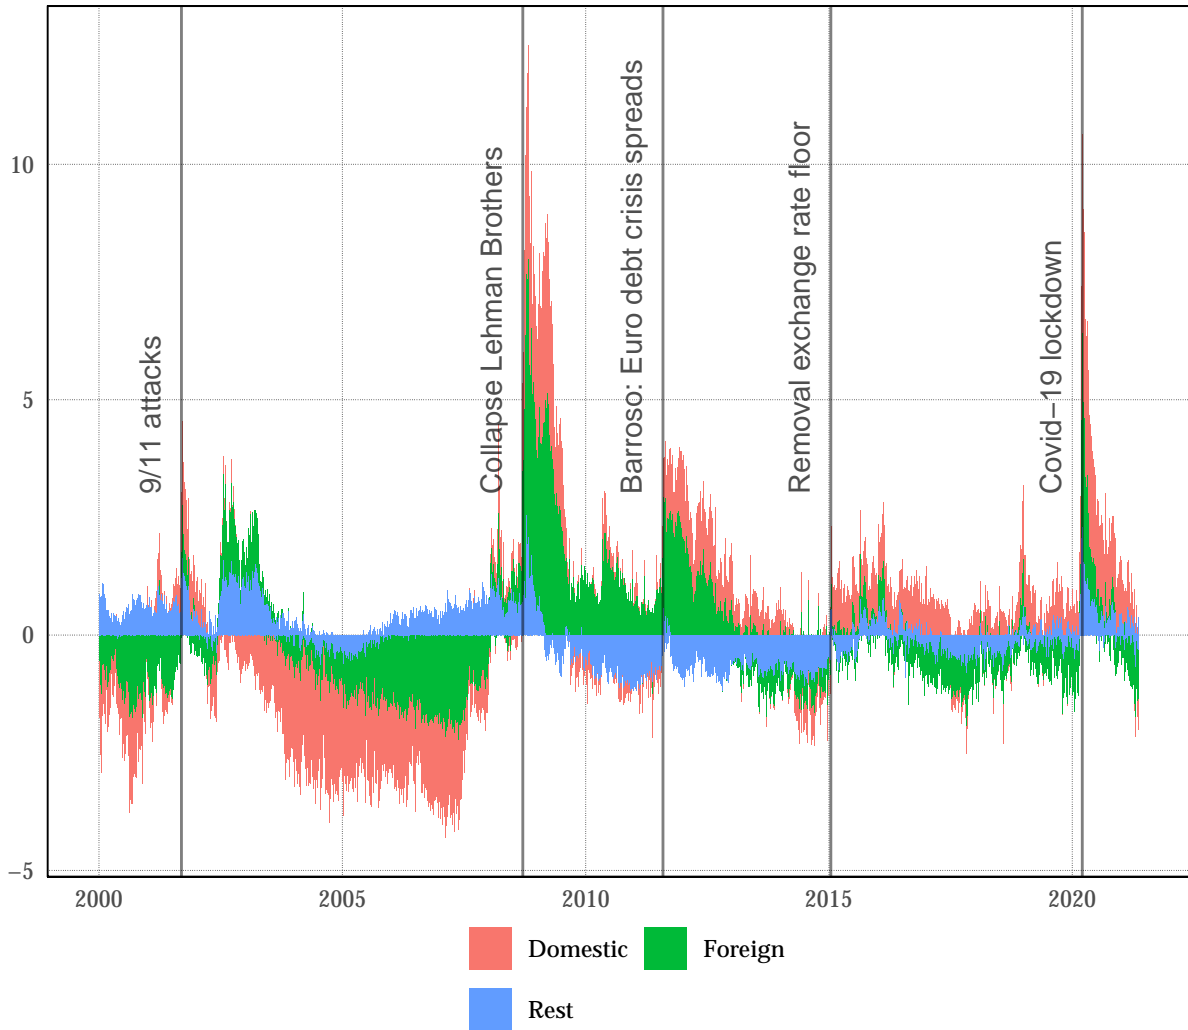 10
5
0
−5
9/11 attacks
Collapse Lehman Brothers
Barroso: Euro debt crisis spreads
Removal exchange rate floor
Covid−19 lockdown
2000 2005 2010 2015 2020
Domestic Foreign
Rest